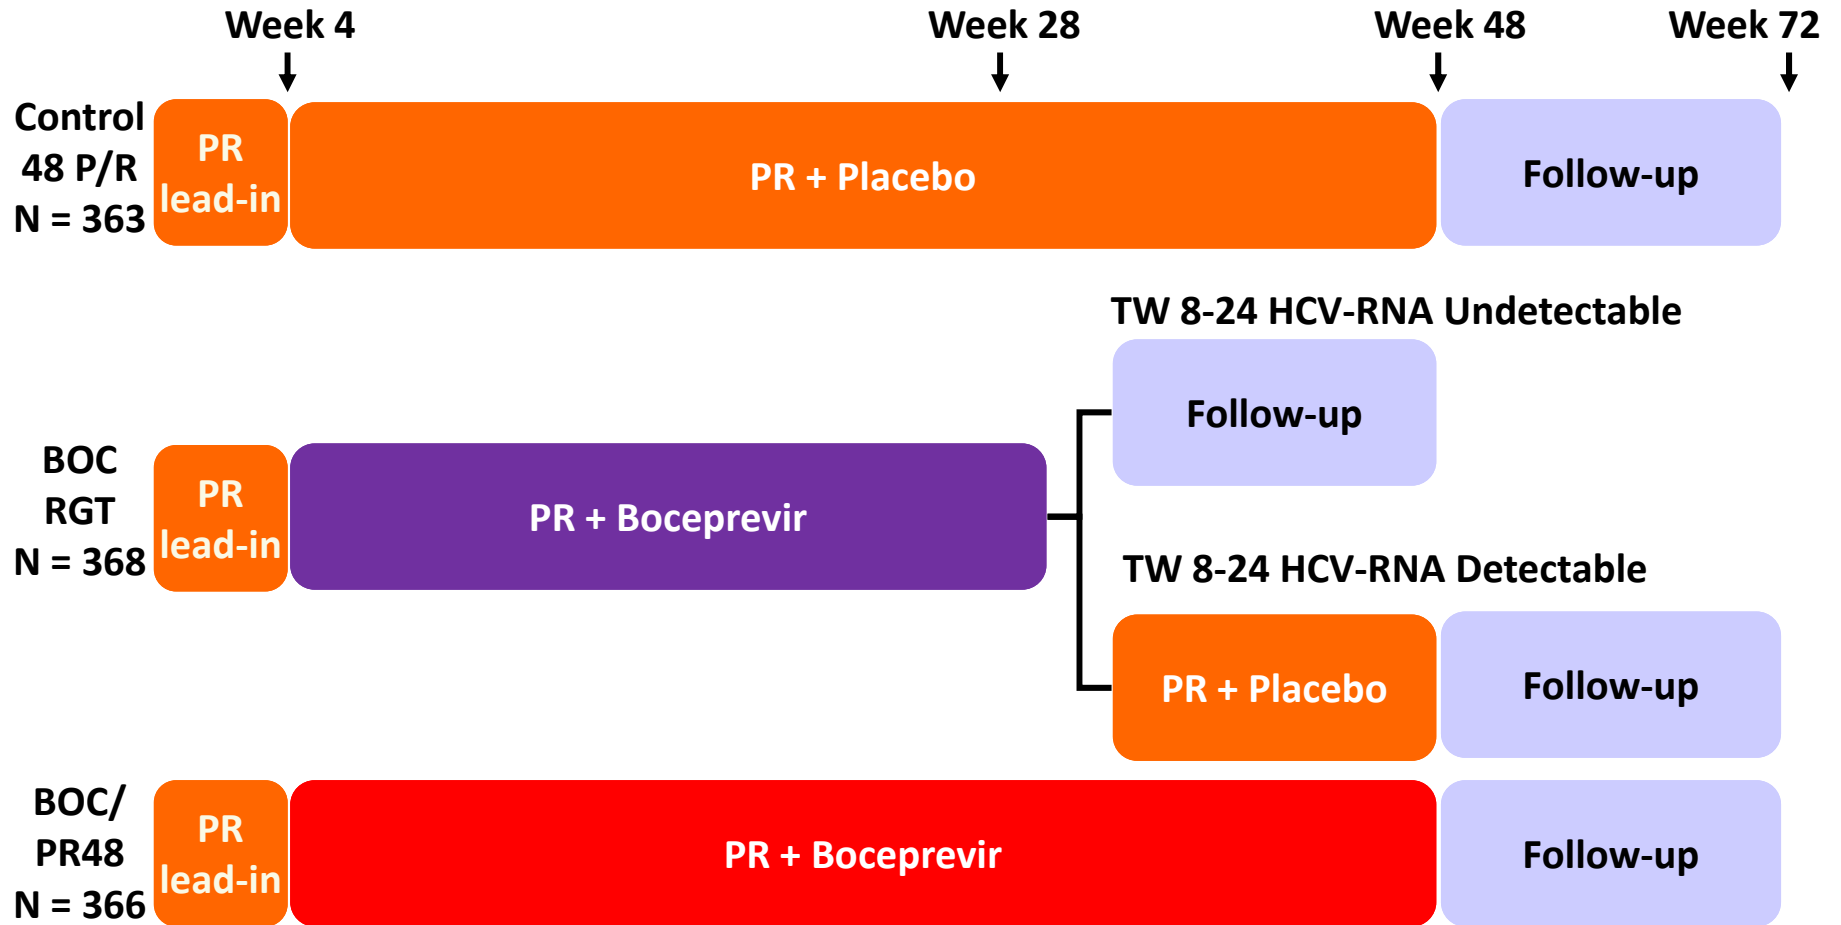 Week 4
Week 28
Week 48
Week 72
Control
48 P/R
N = 363
PR
lead-in
PR + Placebo
Follow-up
TW 8-24 HCV-RNA Undetectable
Follow-up
BOC
RGT
N = 368
PR
lead-in
PR + Boceprevir
TW 8-24 HCV-RNA Detectable
PR + Placebo
Follow-up
BOC/
PR48
N = 366
PR
lead-in
PR + Boceprevir
Follow-up